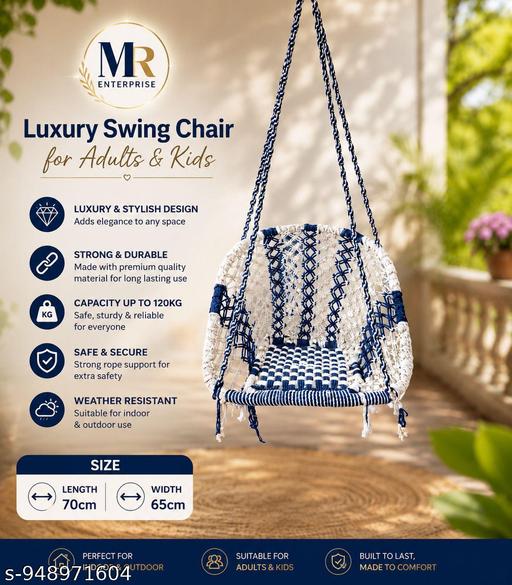 MR
ENTERPRISE
Luxury Swing Chair
for Adults & Kids
LUXURY & STYLISH DESIGN
Adds elegance to any space
STRONG & DURABLE
Made with premium quality
material for long lasting use
KG
CAPACITY UP TO 120KG
Safe, sturdy & reliable
for everyone
SAFE & SECURE
Strong rope support for
extra safety
WEATHER RESISTANT
Suitable for indoor
& outdoor use
SIZE
LENGTH
70cm
WIDTH
65cm
PERFECT FOR
INDOOR & OUTDOOR
SUITABLE FOR
ADULTS & KIDS
BUILT TO LAST,
MADE TO COMFORT
s-948971604